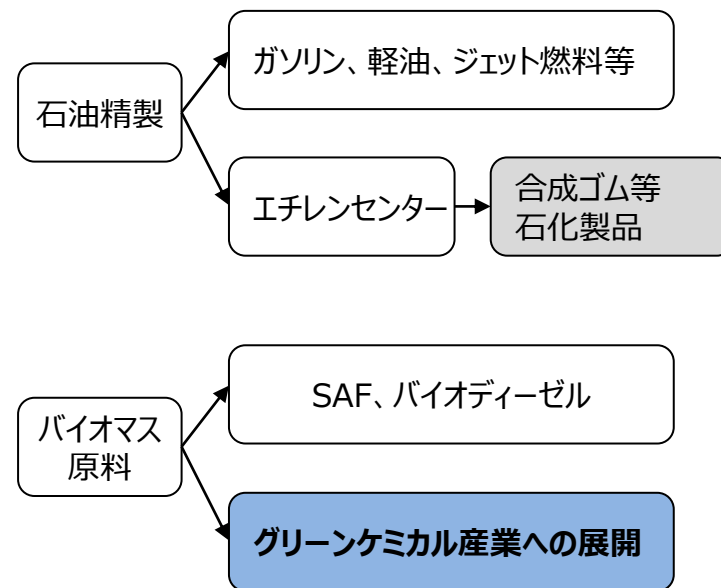 ガソリン、軽油、ジェット燃料等
石油精製
エチレンセンター
合成ゴム等
石化製品
SAF、バイオディーゼル
バイオマス
原料
グリーンケミカル産業への展開